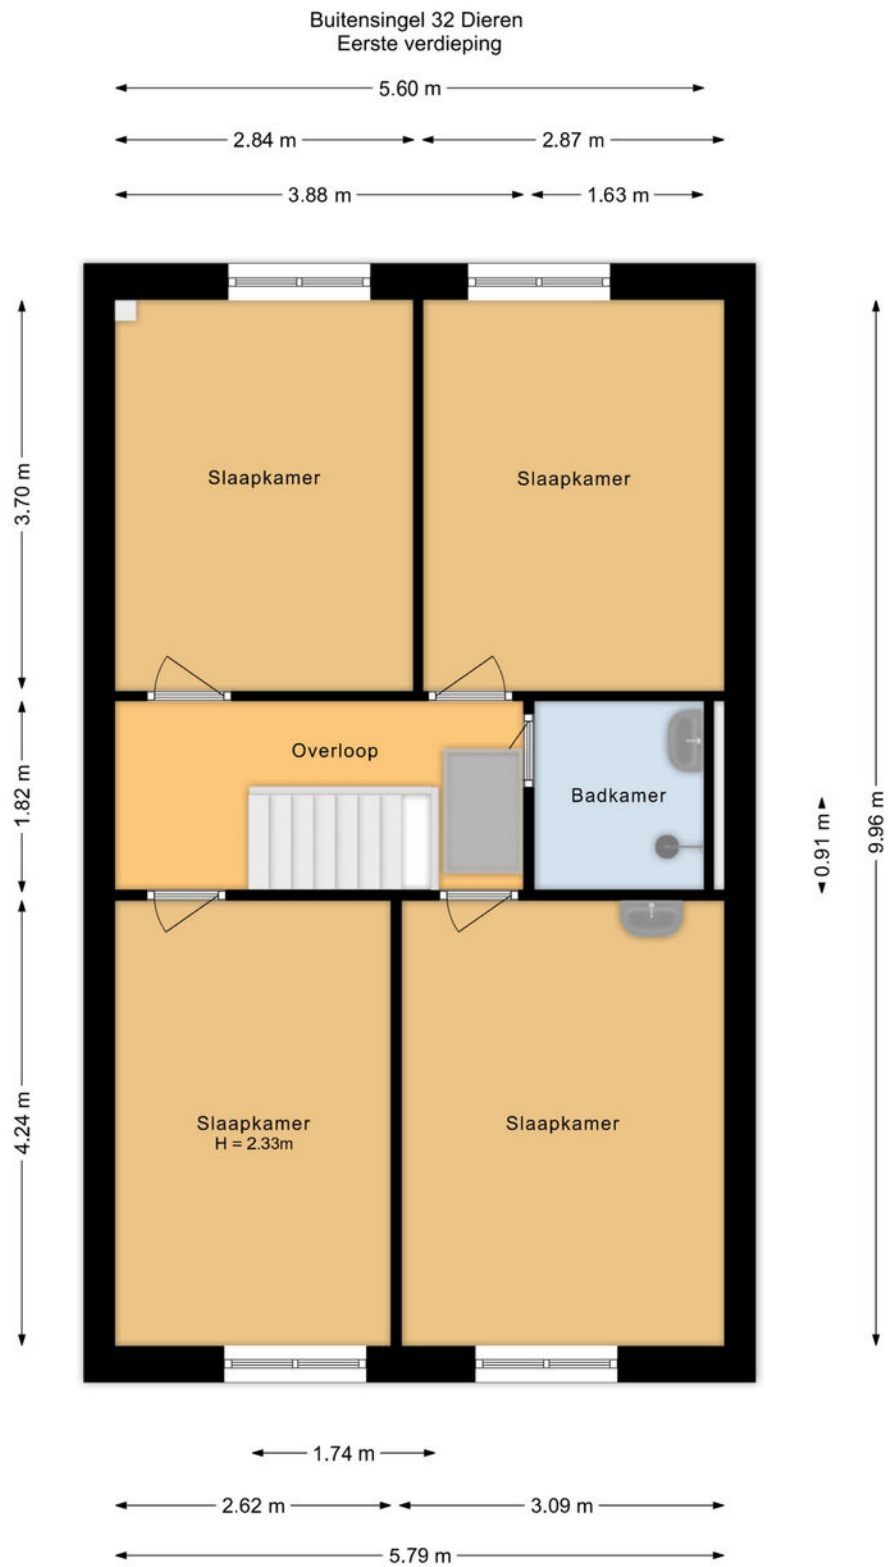 Buitensingel 32 Dieren
Eerste verdieping
5.60 m
2.84 m
2.87 m
3.88 m
1.63 m
3.70 m
Slaapkamer
Slaapkamer
9.96 m
1.82 m
Overloop
Badkamer
0.91 m
4.24 m
Slaapkamer
H = 2.33m
Slaapkamer
1.74 m
2.62 m
3.09 m
5.79 m